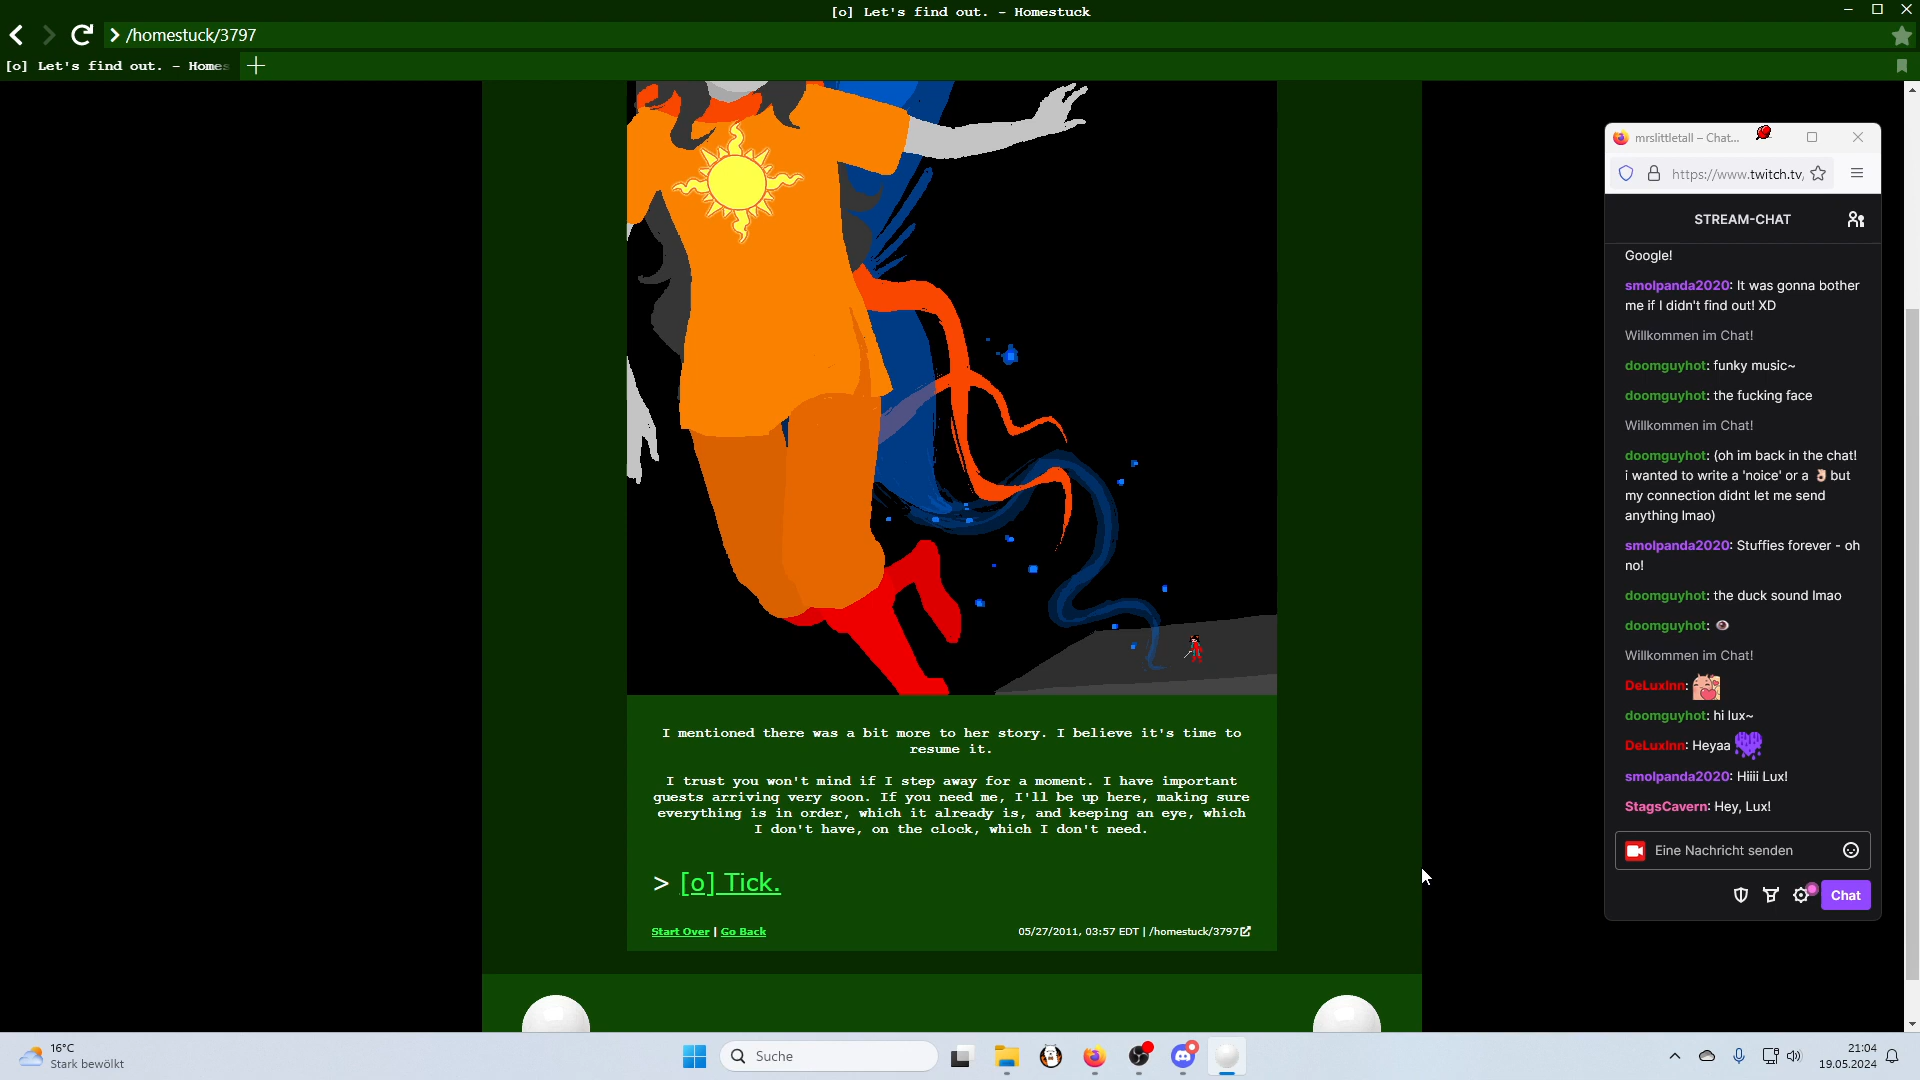 [o] Let's find out. - Homestuck
/homestuck/3797
[o] Let's find out. - Homes
mrslittletall – Chat...
https://www.twitch.tv,
STREAM-CHAT
Google!
smolpanda2020: It was gonna bother
me if I didn't find out! XD
Willkommen im Chat!
doomguyhot: funky music~
doomguyhot: the fucking face
Willkommen im Chat!
doomguyhot: (oh im back in the chat!
i wanted to write a 'noice' or a 👌🏻 but
my connection didnt let me send
anything lmao)
smolpanda2020: Stuffies forever - oh
no!
doomguyhot: the duck sound lmao
doomguyhot: 👁
Willkommen im Chat!
DeLuxInn:
doomguyhot: hi lux~
DeLuxInn: Heyaa
smolpanda2020: Hiiii Lux!
StagsCavern: Hey, Lux!
Eine Nachricht senden
Chat
I mentioned there was a bit more to her story. I believe it's time to
resume it.
I trust you won't mind if I step away for a moment. I have important
guests arriving very soon. If you need me, I'll be up here, making sure
everything is in order, which it already is, and keeping an eye, which
I don't have, on the clock, which I don't need.
> [o] Tick.
Start Over | Go Back
05/27/2011, 03:57 EDT | /homestuck/3797
16°C
Stark bewölkt
Suche
21:04
19.05.2024